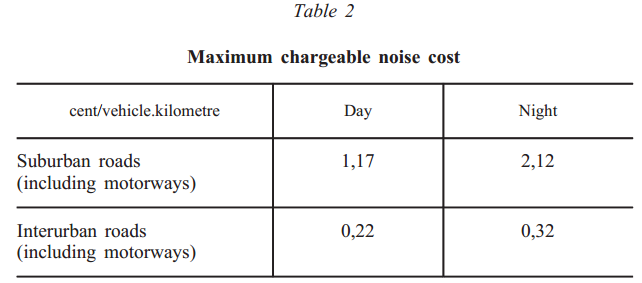 Table 2
Maximum chargeable noise cost
cent/vehicle.kilometre Day Night
Suburban roads 1,17 2,12
(including motorways)
Interurban roads 0,22 0,32
(including motorways)